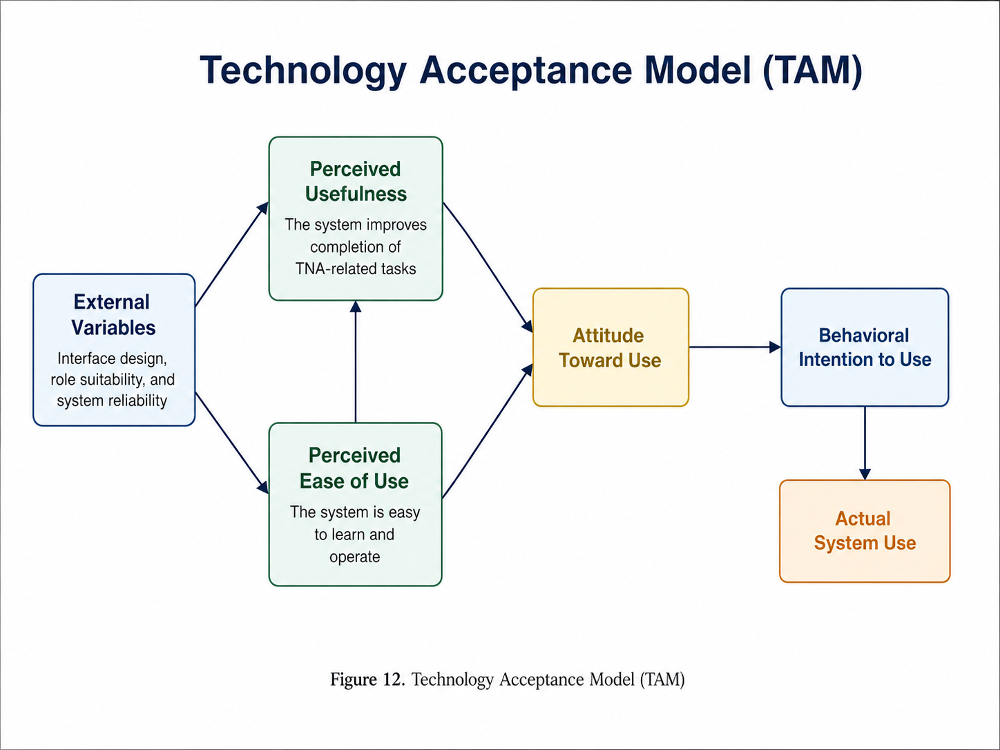 Technology Acceptance Model (TAM)
Perceived
Usefulness
The system improves
completion of
TNA-related tasks
External
Variables
Interface design,
role suitability, and
system reliability
Attitude
Toward Use
Behavioral
Intention to Use
Perceived
Ease of Use
The system is easy
to learn and
operate
Actual
System Use
Figure 12. Technology Acceptance Model (TAM)